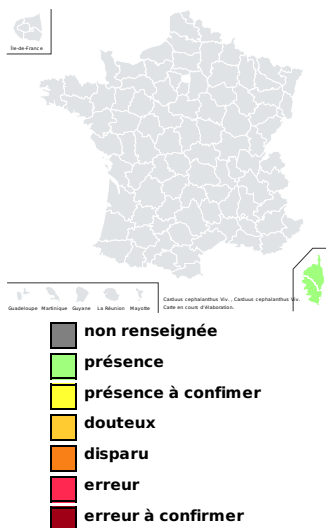 Île-de-France
Guadeloupe Martinique Guyane La Réunion Mayotte
Carduus cephalanthus Viv., Carduus cephalanthus Viv.
Carte en cours d'élaboration.
non renseignée
présence
présence à confimer
douteux
disparu
erreur
erreur à confirmer